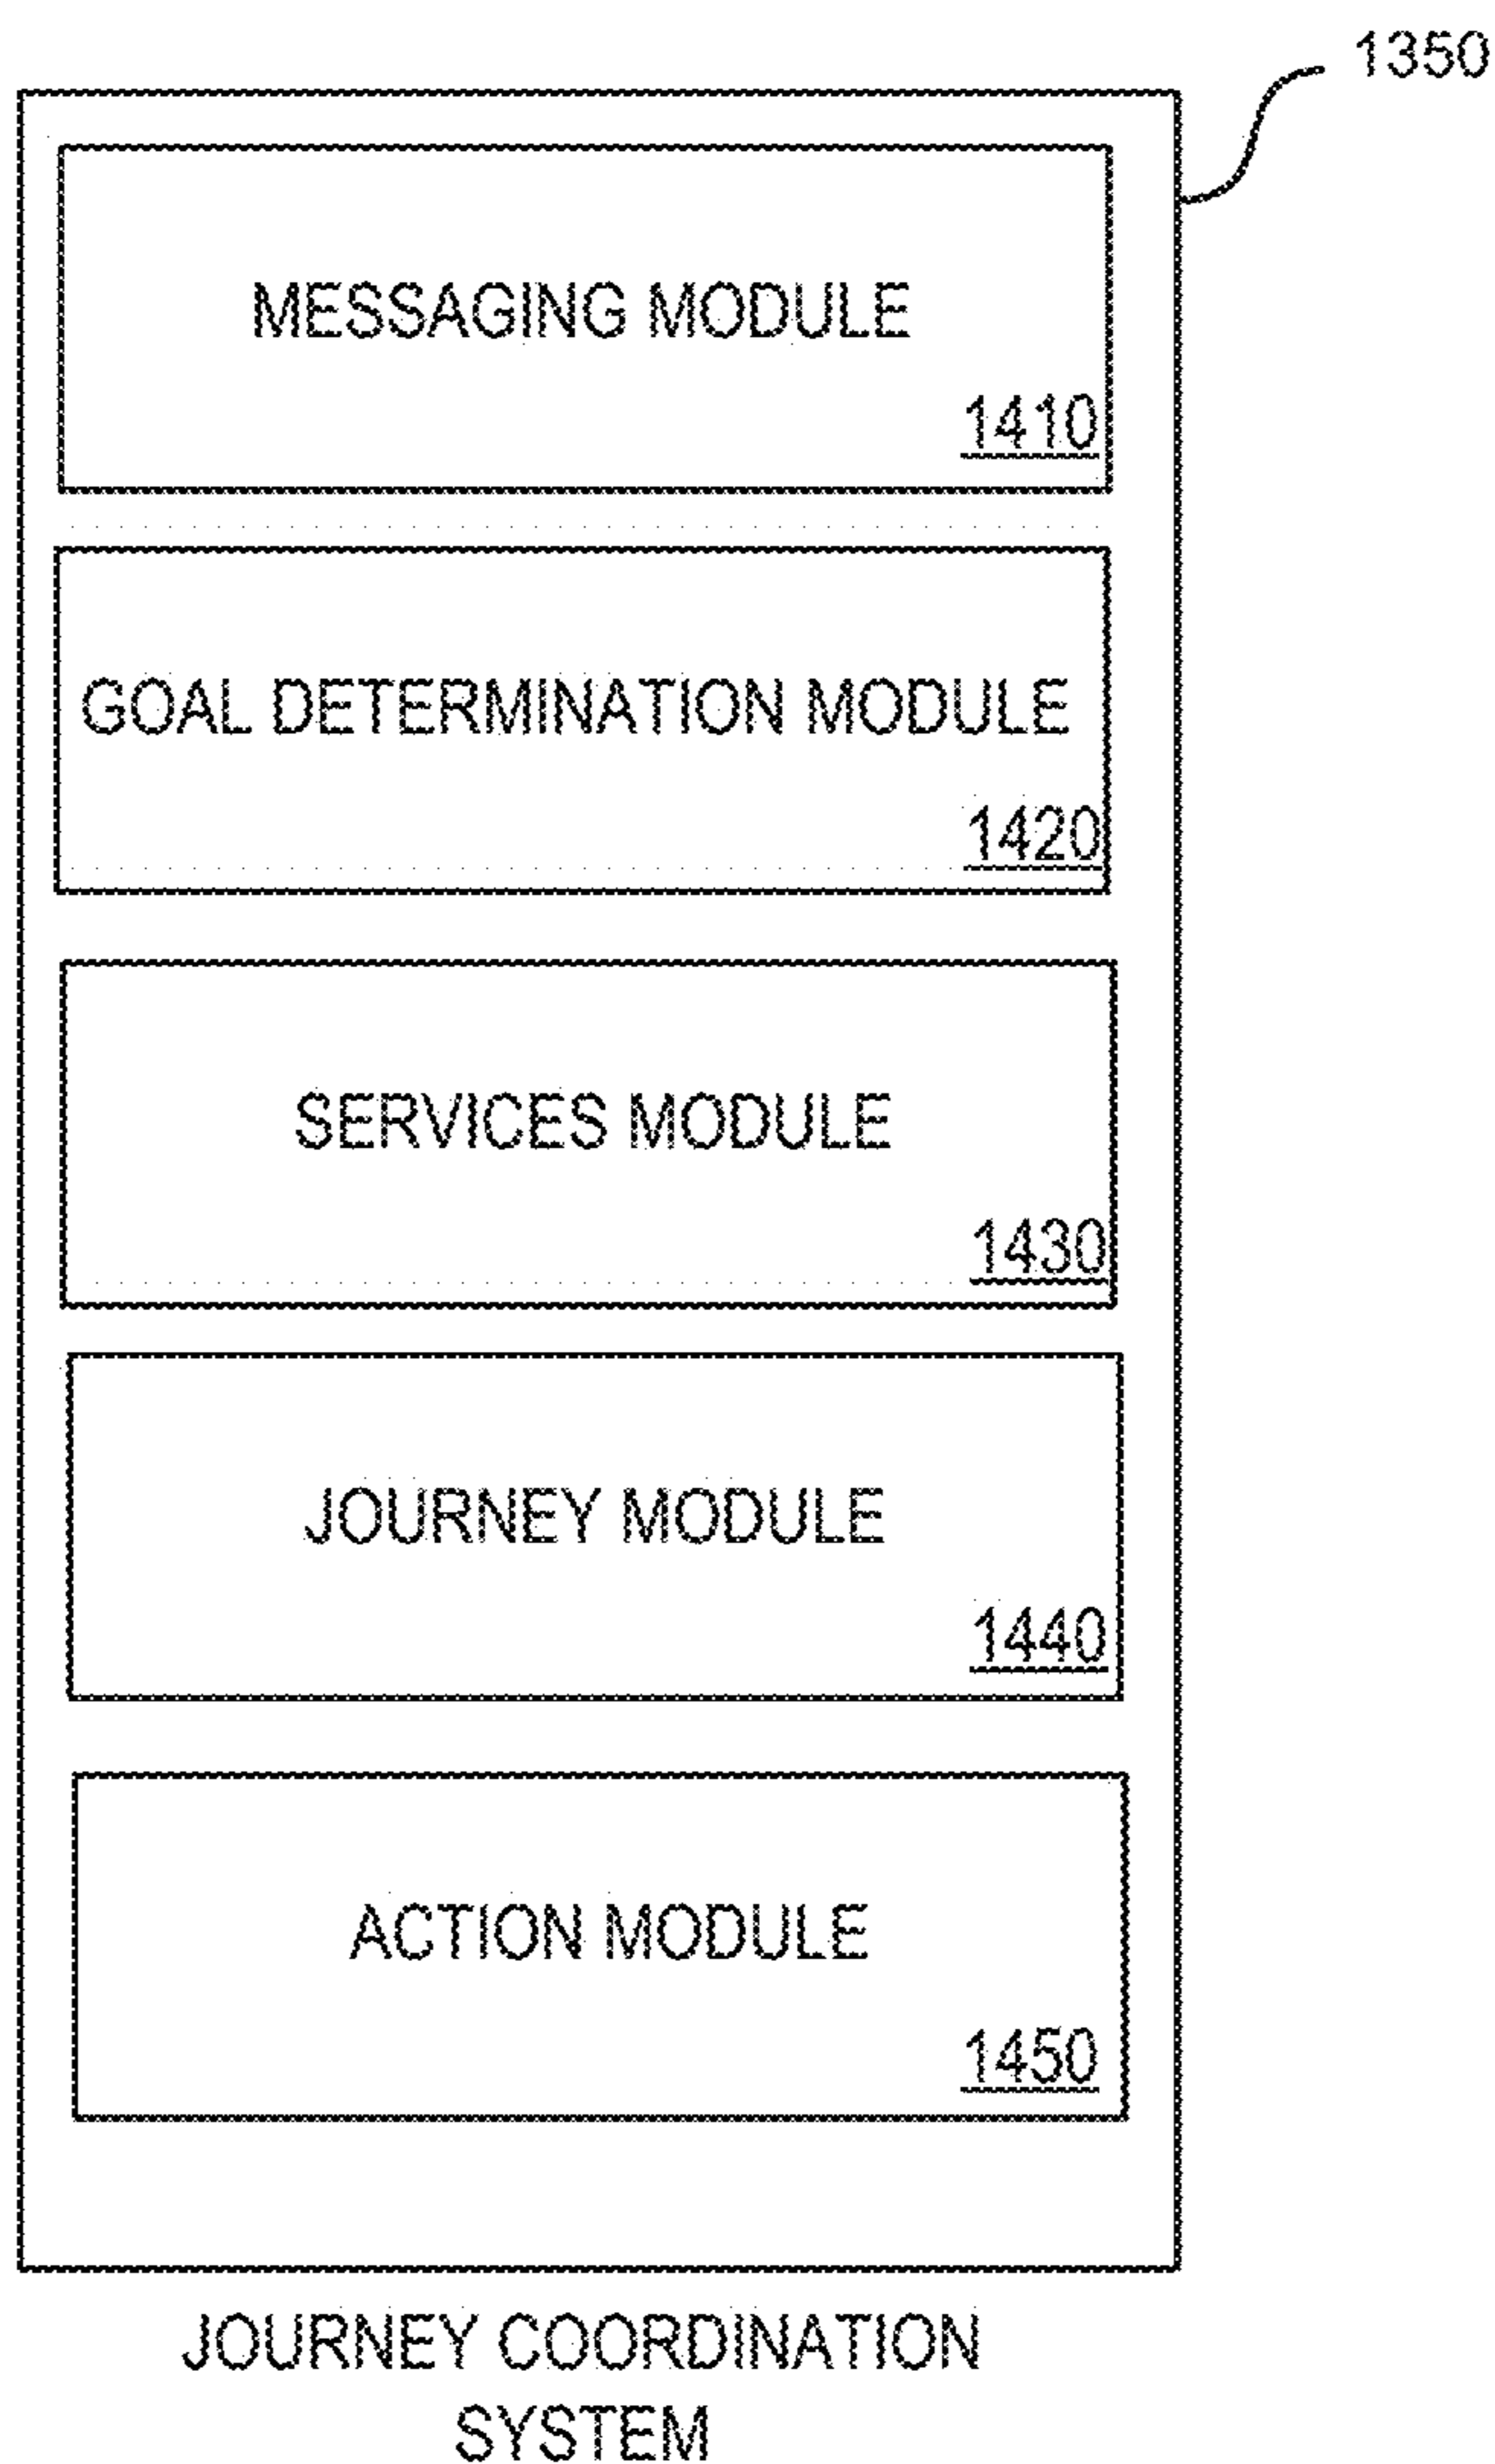 1350
MESSAGING MODULE
1410
GOAL DETERMINATION MODULE
1420
SERVICES MODULE
1430
JOURNEY MODULE
1440
ACTION MODULE
1450
JOURNEY COORDINATION
SYSTEM